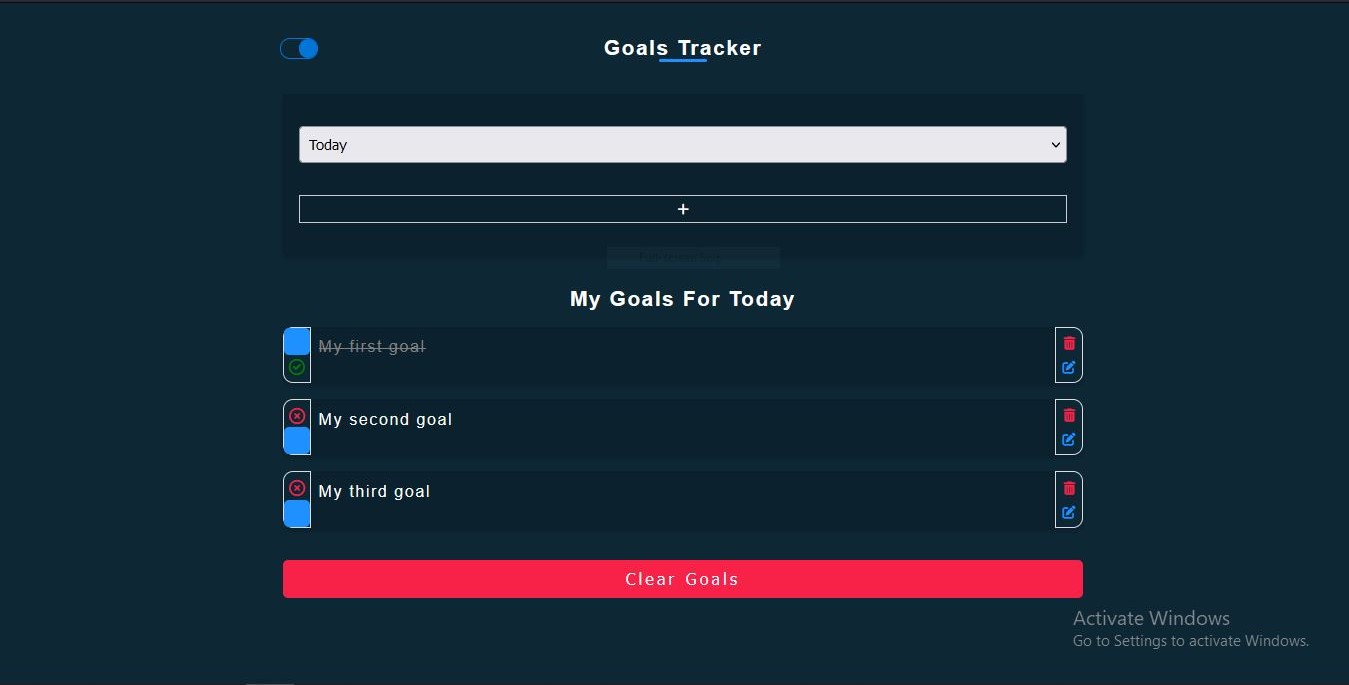 Goals Tracker
Today
+
My Goals For Today
My first goal
My second goal
My third goal
Clear Goals
Activate Windows
Go to Settings to activate Windows.